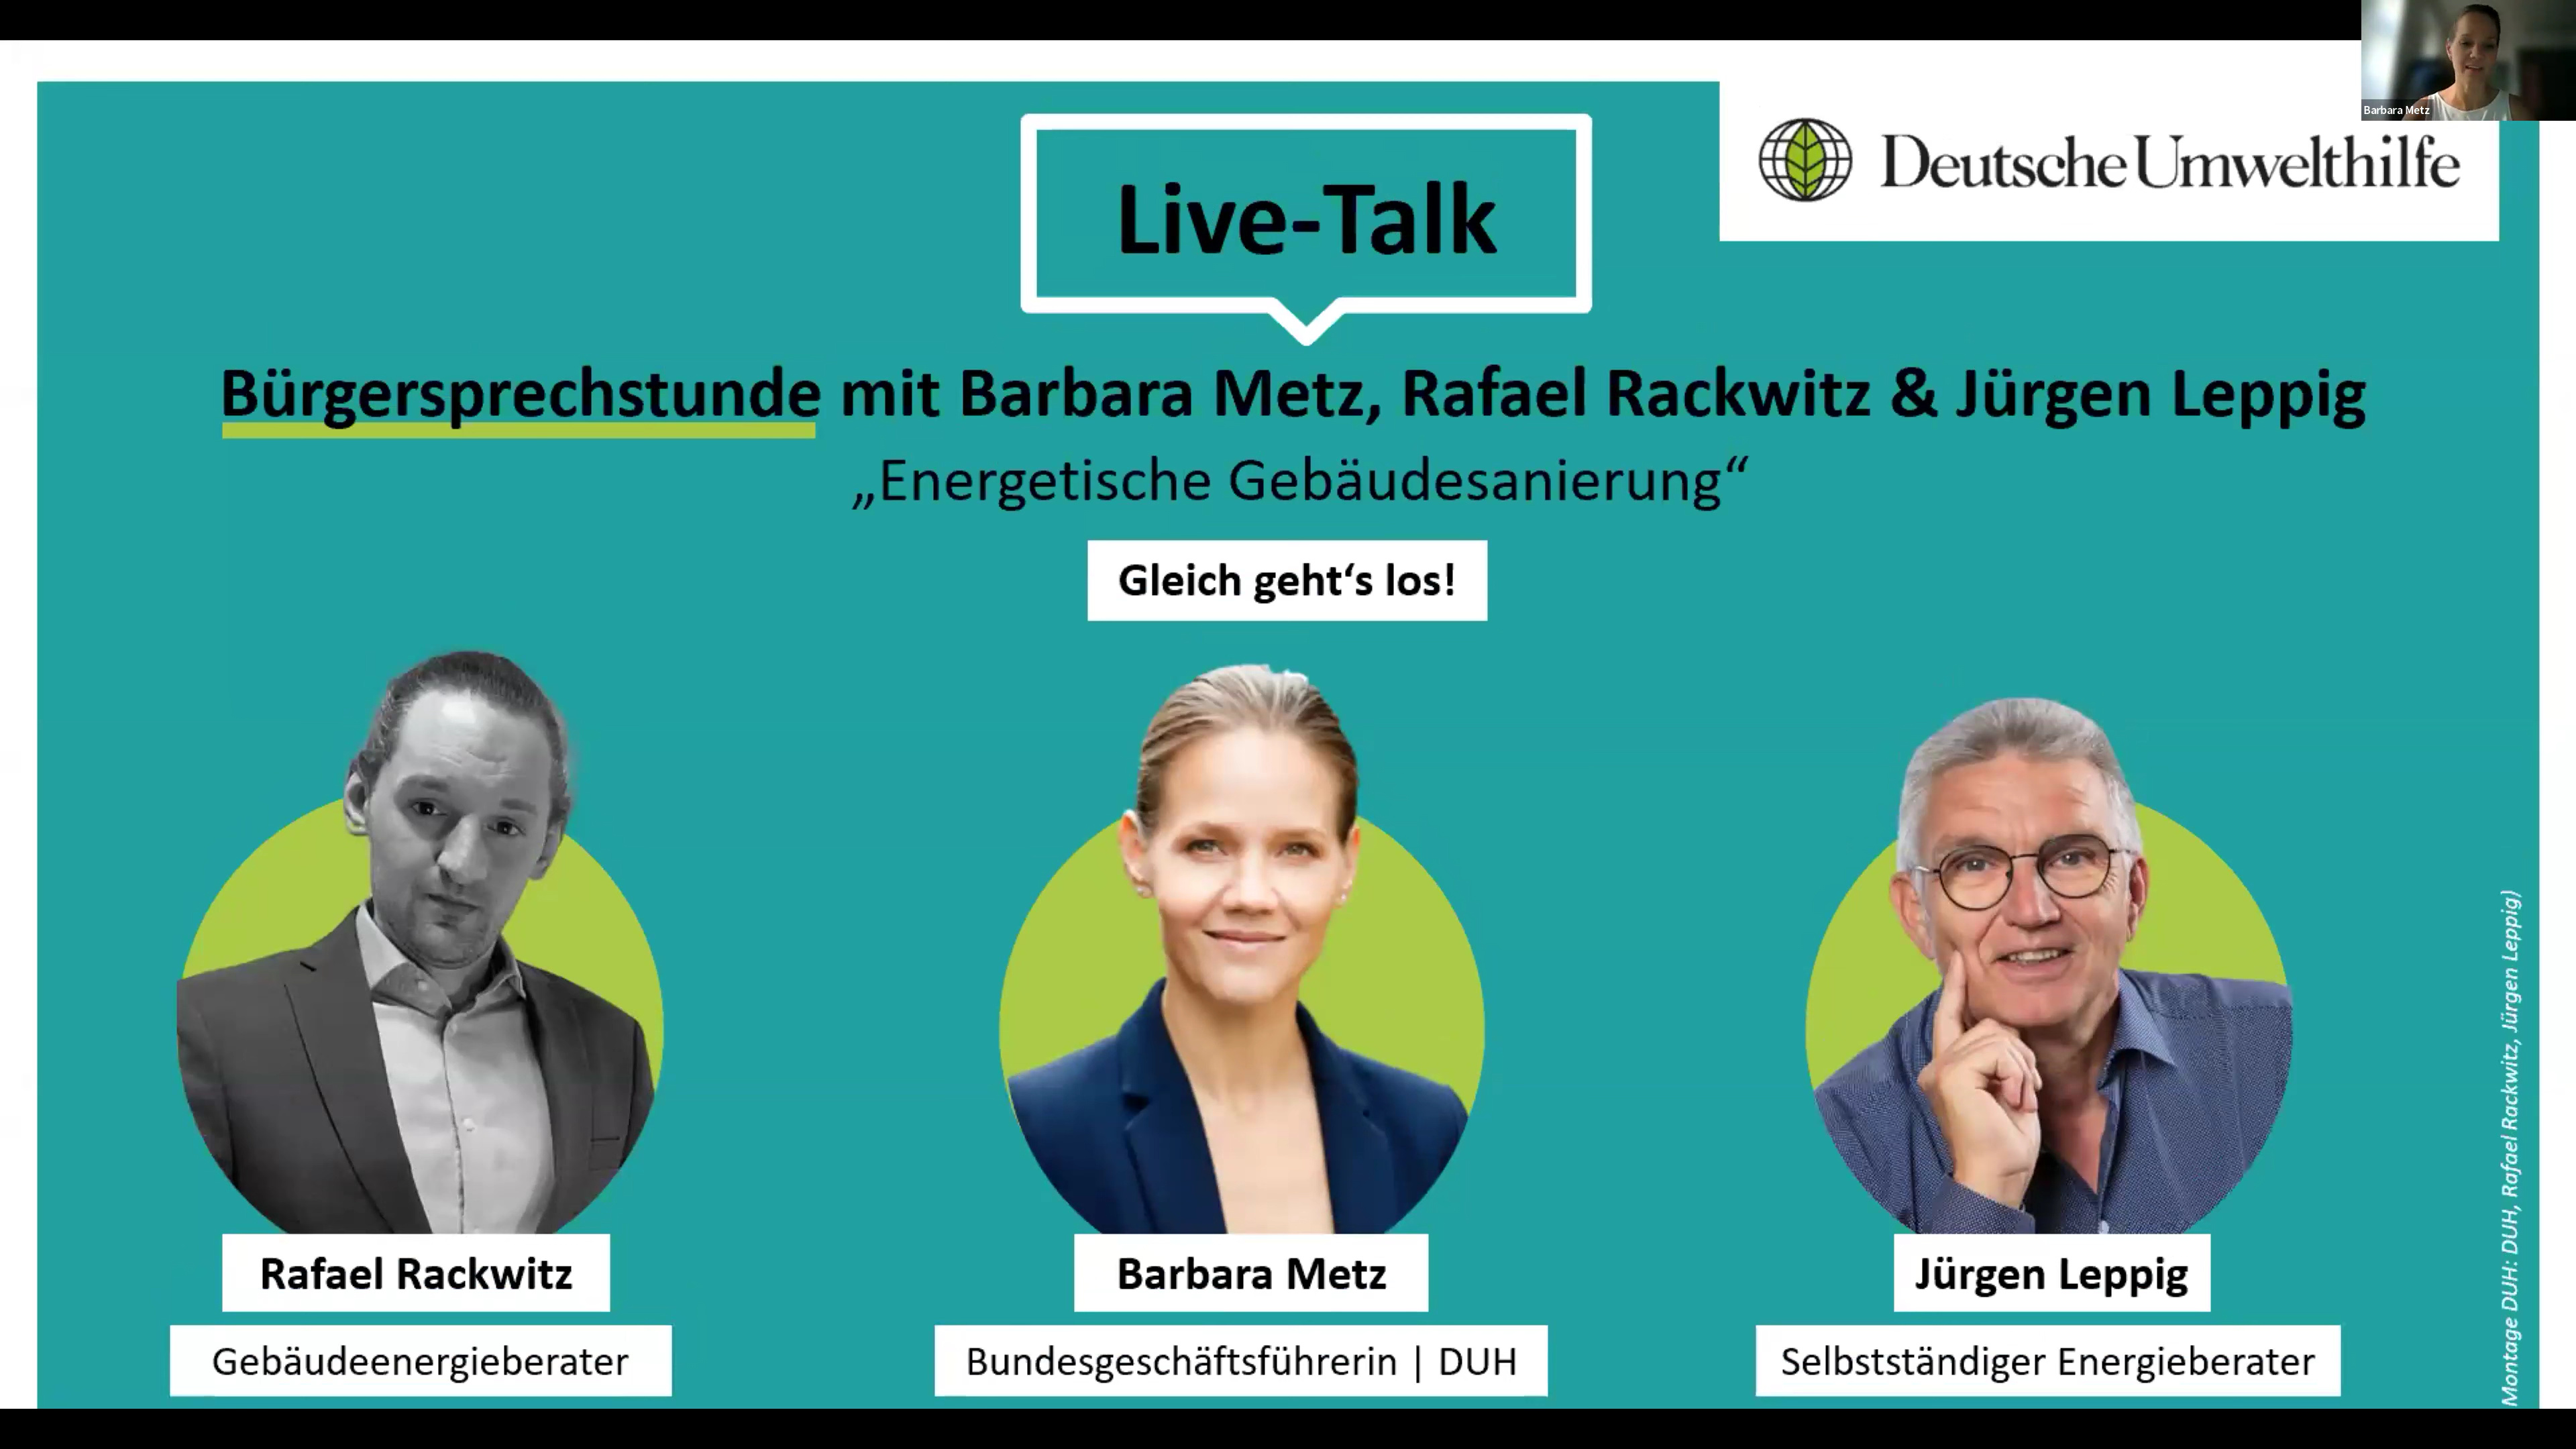 Barbara Metz
Deutsche Umwelthilfe
Live-Talk
Bürgersprechstunde mit Barbara Metz, Rafael Rackwitz & Jürgen Leppig
„Energetische Gebäudesanierung“
Gleich geht‘s los!
Rafael Rackwitz
Gebäudeenergieberater
Barbara Metz
Bundesgeschäftsführerin | DUH
Jürgen Leppig
Selbstständiger Energieberater
Montage DUH: DUH, Rafael Rackwitz, Jürgen Leppig)